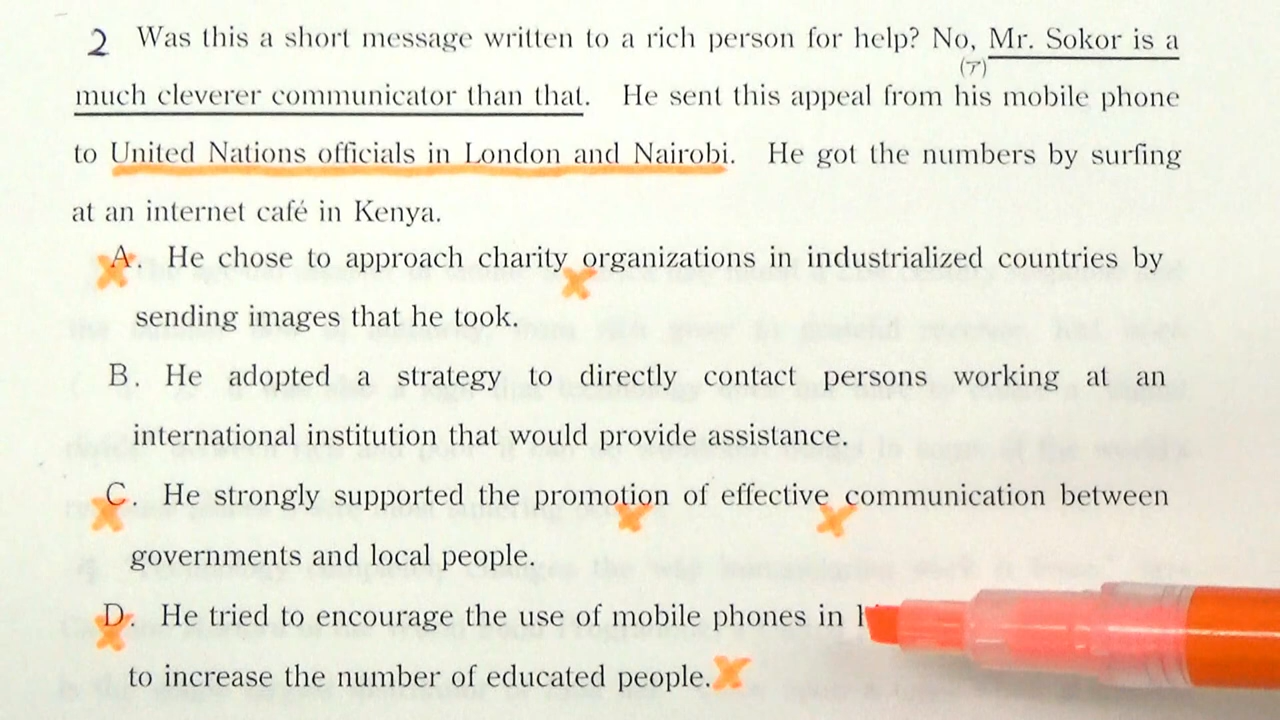 2 Was this a short message written to a rich person for help? No, Mr. Sokor is a
(ア)
much cleverer communicator than that. He sent this appeal from his mobile phone
to United Nations officials in London and Nairobi. He got the numbers by surfing
at an internet café in Kenya.
A. He chose to approach charity organizations in industrialized countries by
sending images that he took.
B. He adopted a strategy to directly contact persons working at an
international institution that would provide assistance.
C. He strongly supported the promotion of effective communication between
governments and local people.
D. He tried to encourage the use of mobile phones in
to increase the number of educated people.